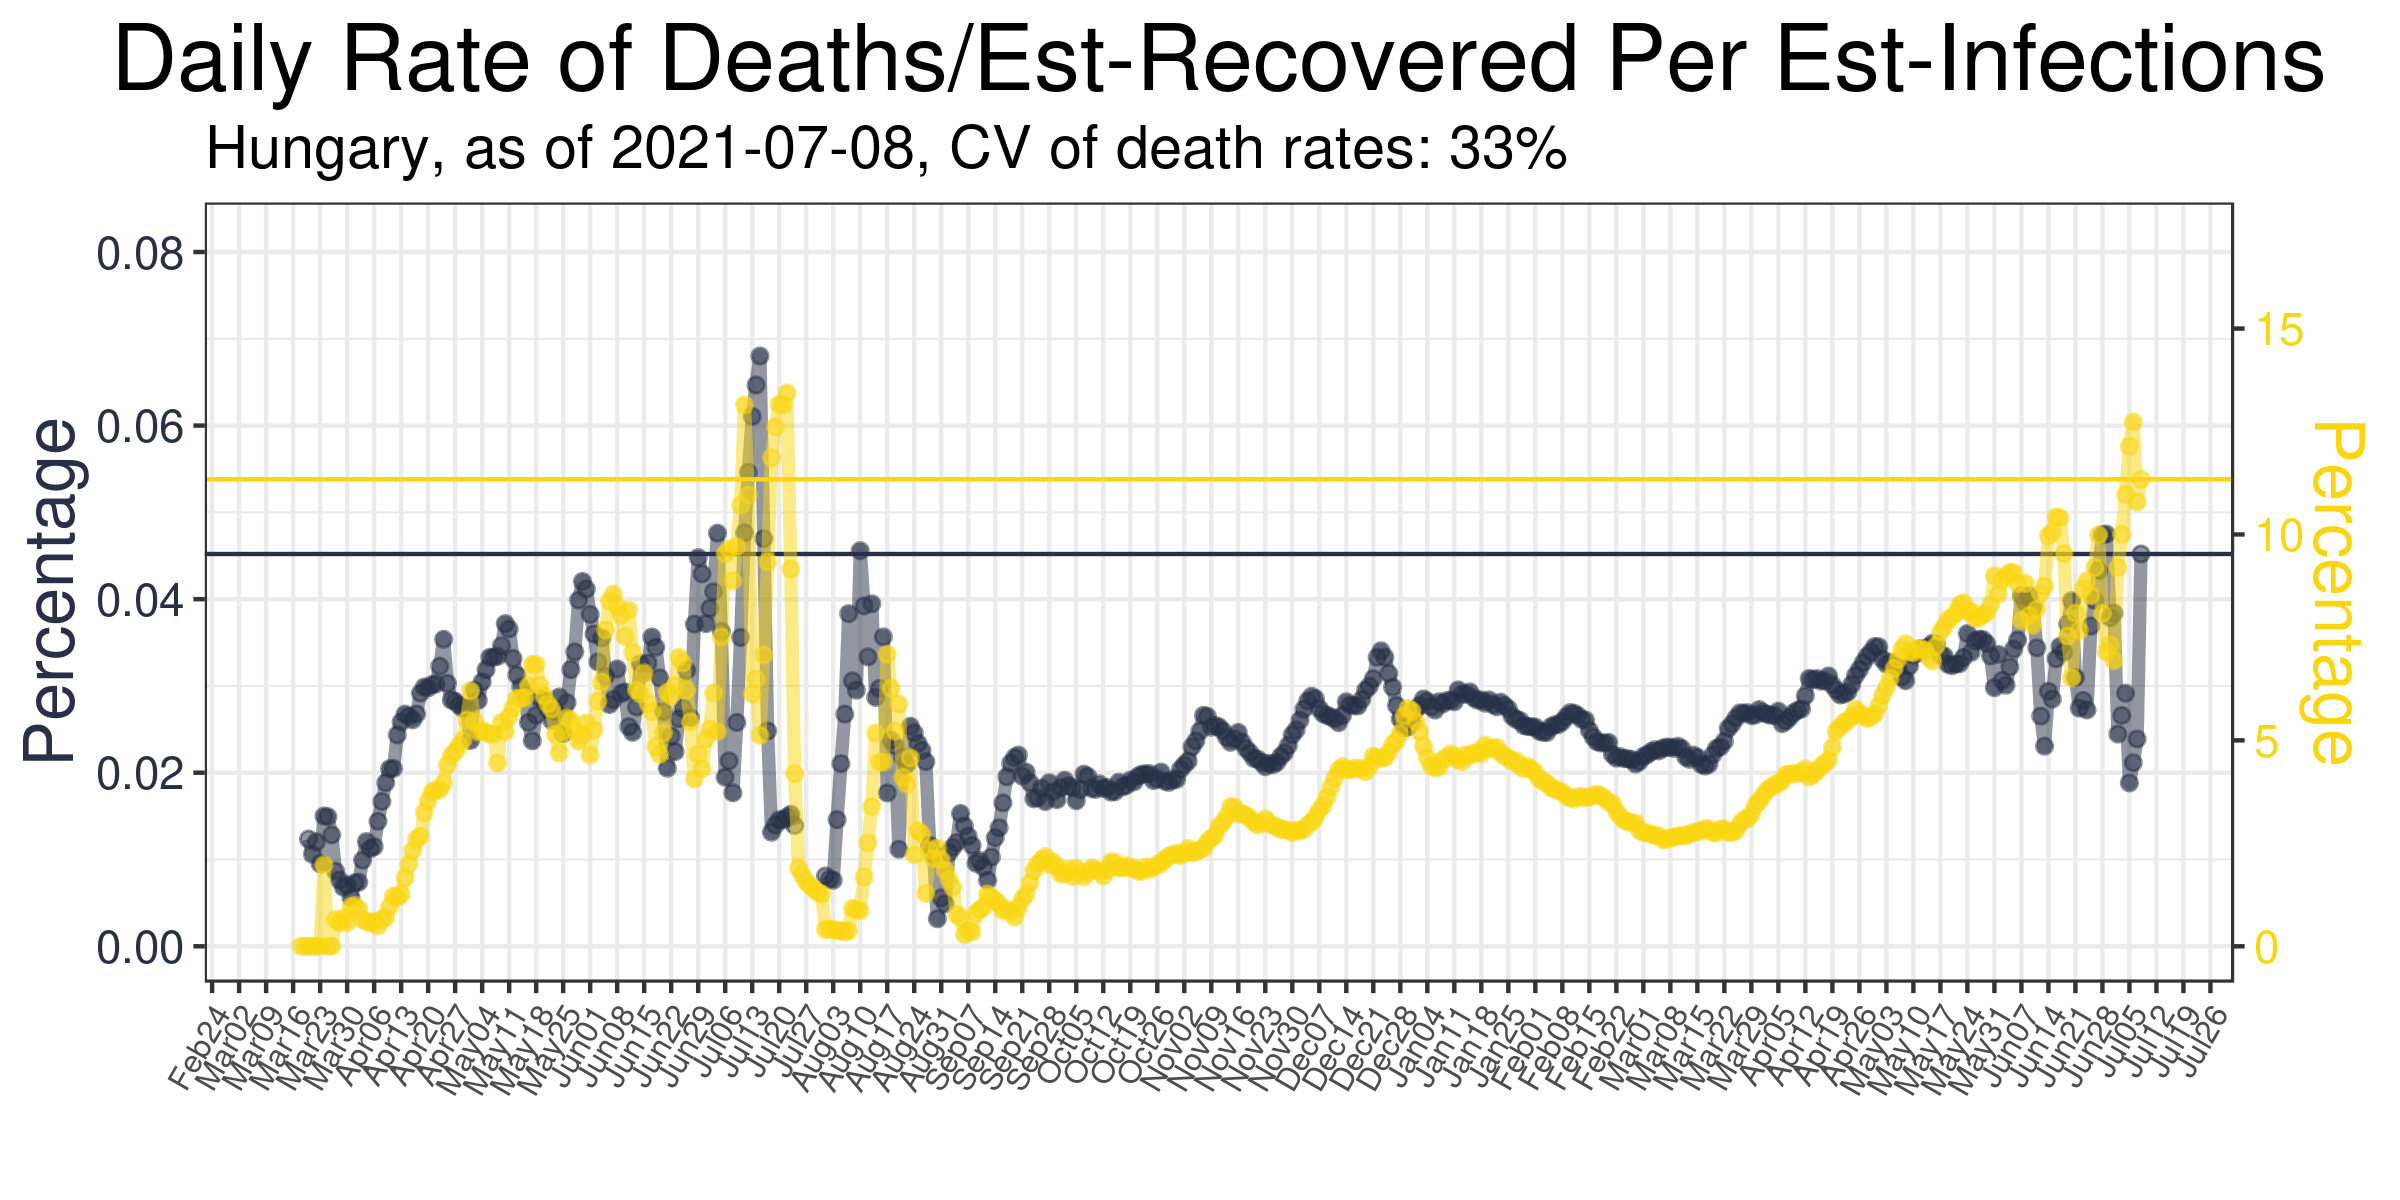 Daily Rate of Deaths/Est-Recovered Per Est-Infections
Hungary, as of 2021-07-08, CV of death rates: 33%
Percentage
0.08
0.06
0.04
0.02
0.00
15
10
5
0
Percentage
Feb24
Mar02
Mar09
Mar16
Mar23
Mar30
Apr06
Apr13
Apr20
Apr27
May04
May11
May18
May25
Jun01
Jun08
Jun15
Jun22
Jun29
Jul06
Jul13
Jul20
Jul27
Aug03
Aug10
Aug17
Aug24
Aug31
Sep07
Sep14
Sep21
Sep28
Oct05
Oct12
Oct19
Oct26
Nov02
Nov09
Nov16
Nov23
Nov30
Dec07
Dec14
Dec21
Dec28
Jan04
Jan11
Jan18
Jan25
Feb01
Feb08
Feb15
Feb22
Mar01
Mar08
Mar15
Mar22
Mar29
Apr05
Apr12
Apr19
Apr26
May03
May10
May17
May24
May31
Jun07
Jun14
Jun21
Jun28
Jul05
Jul12
Jul19
Jul26